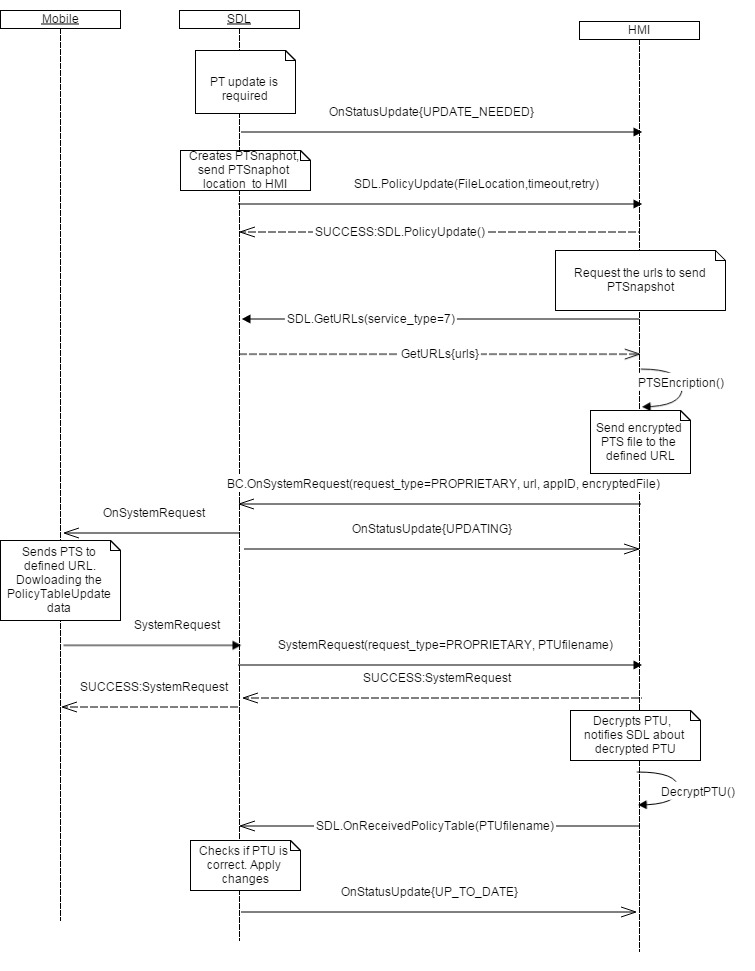 Mobile
SDL
HMI
PT update is
required
OnStatusUpdate{UPDATE_NEEDED}
Creates PTSnaphot,
send PTSnaphot
location to HMI
SDL.PolicyUpdate(FileLocation,timeout,retry)
SUCCESS:SDL.PolicyUpdate()
Request the urls to send
PTSnapshot
SDL.GetURLs(service_type=7)
GetURLs{urls}
PTSEncription()
Send encrypted
PTS file to the
defined URL
BC.OnSystemRequest(request_type=PROPRIETARY, url, appID, encryptedFile)
OnSystemRequest
OnStatusUpdate{UPDATING}
Sends PTS to
defined URL.
Dowloading the
PolicyTableUpdate
data
SystemRequest
SystemRequest(request_type=PROPRIETARY, PTUfilename)
SUCCESS:SystemRequest
SUCCESS:SystemRequest
Decrypts PTU,
notifies SDL about
decrypted PTU
DecryptPTU()
SDL.OnReceivedPolicyTable(PTUfilename)
Checks if PTU is
correct. Apply
changes
OnStatusUpdate{UP_TO_DATE}